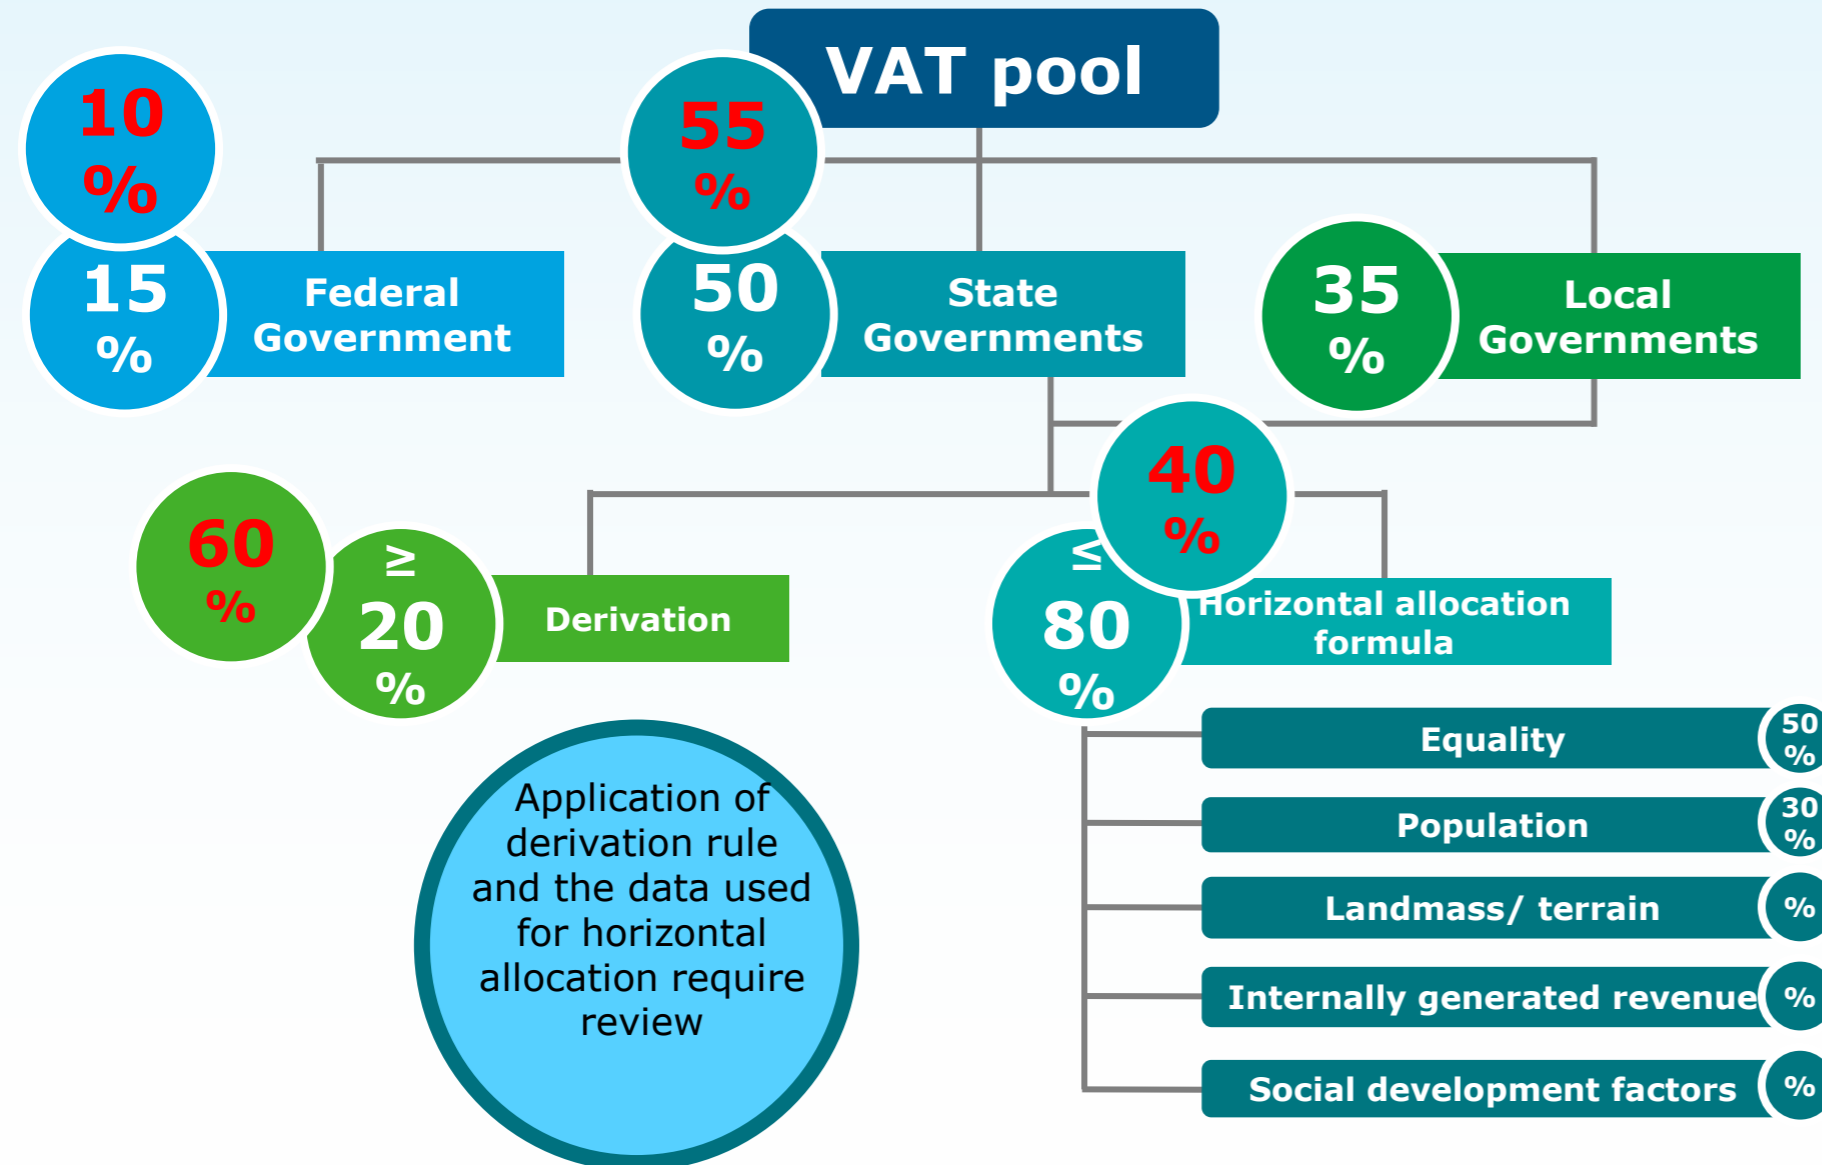 VAT pool
10
%
55
%
15
%
Federal
Government
50
%
State
Governments
35
%
Local
Governments
60
%
≥
20
%
Derivation
40
%
≤
80
%
Horizontal allocation
formula
Application of
derivation rule
and the data used
for horizontal
allocation require
review
Equality
50
%
Population
30
%
Landmass/ terrain
%
Internally generated revenue
%
Social development factors
%